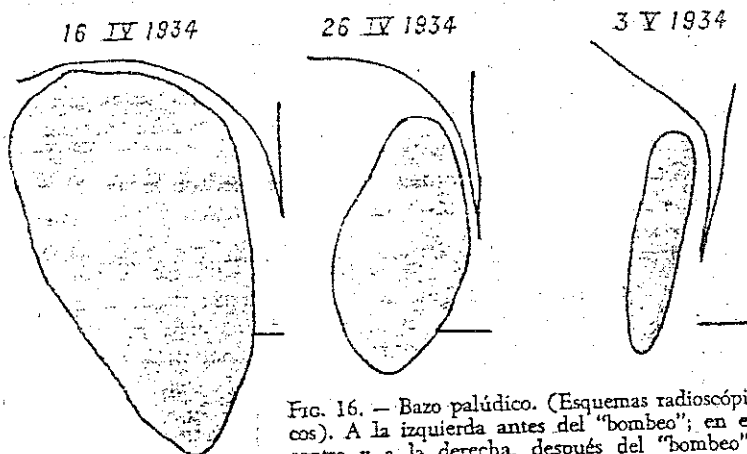 16 IV 1934
26 IV 1934
3 V 1934
FIG. 16. — Bazo palúdico. (Esquemas radioscópi-
cos). A la izquierda antes del "bombeo"; en el
centro y a la derecha, después del "bombeo"